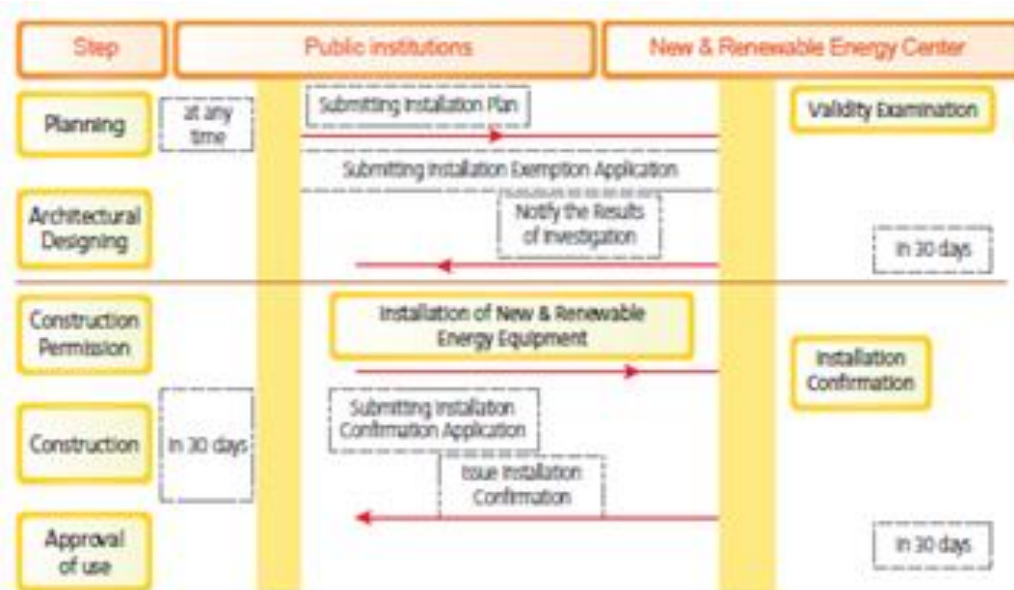 Step
Public institutions
New & Renewable Energy Center
Planning
at any
time
Submitting Installation Plan
Validity Examination
Submitting Installation Exemption Application
Architectural
Designing
Notify the Results
of Investigation
In 30 days
Construction
Permission
Installation of New & Renewable
Energy Equipment
Installation
Confirmation
Construction
In 30 days
Submitting Installation
Confirmation Application
Issue Installation
Confirmation
Approval
of use
In 30 days